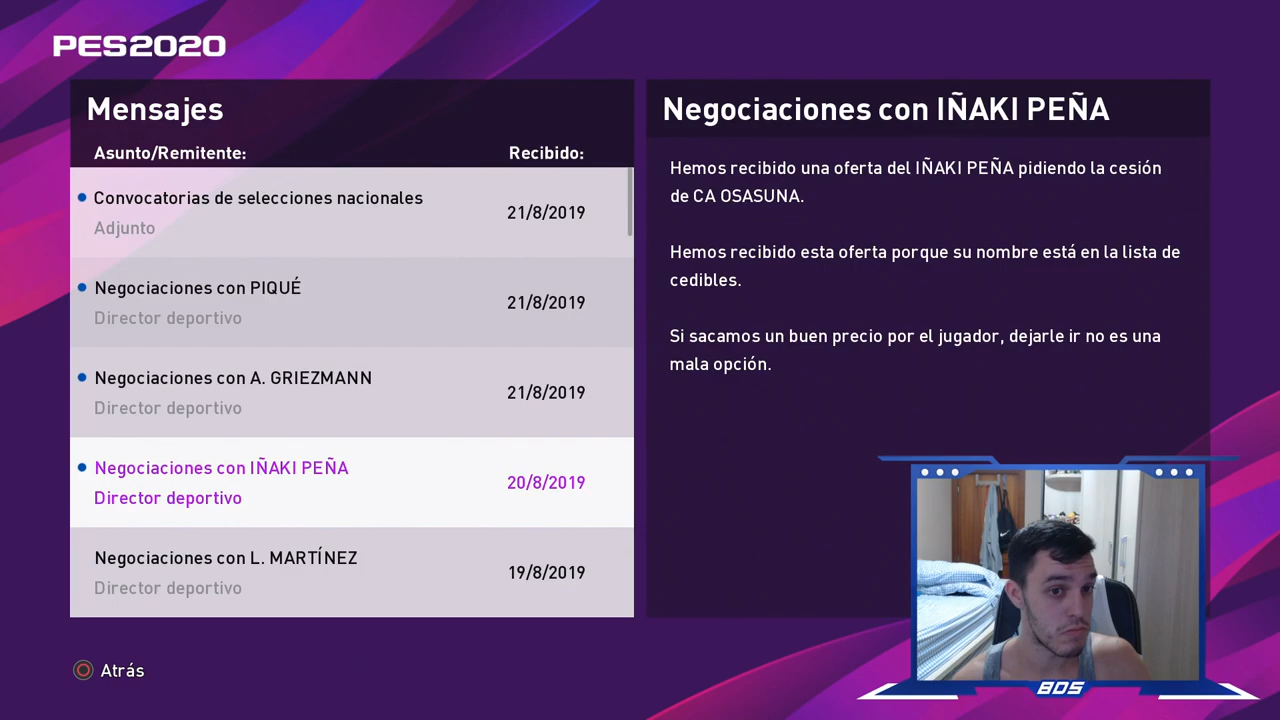 PES2020
Mensajes
Asunto/Remitente:
Recibido:
Convocatorias de selecciones nacionales
Adjunto
21/8/2019
Negociaciones con PIQUÉ
Director deportivo
21/8/2019
Negociaciones con A. GRIEZMANN
Director deportivo
21/8/2019
Negociaciones con IÑAKI PEÑA
Director deportivo
20/8/2019
Negociaciones con L. MARTÍNEZ
Director deportivo
19/8/2019
Atrás
Negociaciones con IÑAKI PEÑA
Hemos recibido una oferta del IÑAKI PEÑA pidiendo la cesión
de CA OSASUNA.
Hemos recibido esta oferta porque su nombre está en la lista de
cedibles.
Si sacamos un buen precio por el jugador, dejarle ir no es una
mala opción.
BDS